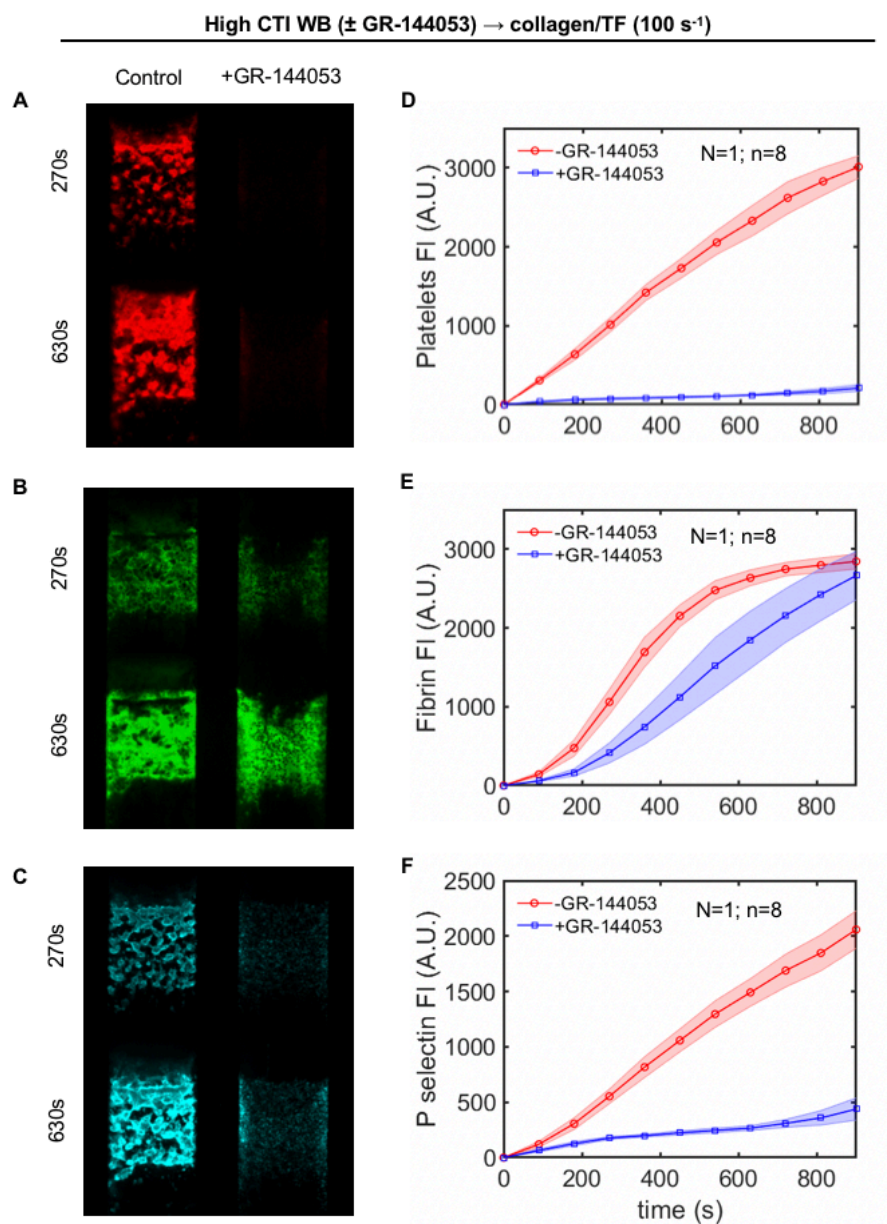 High CTI WB (± GR-144053) → collagen/TF (100 s⁻¹)
Control +GR-144053
A
270s
630s
B
270s
630s
C
270s
630s
D
-GR-144053
+GR-144053
N=1; n=8
Platelets FI (A.U.)
3000
2000
1000
0
0 200 400 600 800
E
-GR-144053
+GR-144053
N=1; n=8
Fibrin FI (A.U.)
3000
2000
1000
0
0 200 400 600 800
F
-GR-144053
+GR-144053
N=1; n=8
P selectin FI (A.U.)
2500
2000
1500
1000
500
0
0 200 400 600 800
time (s)